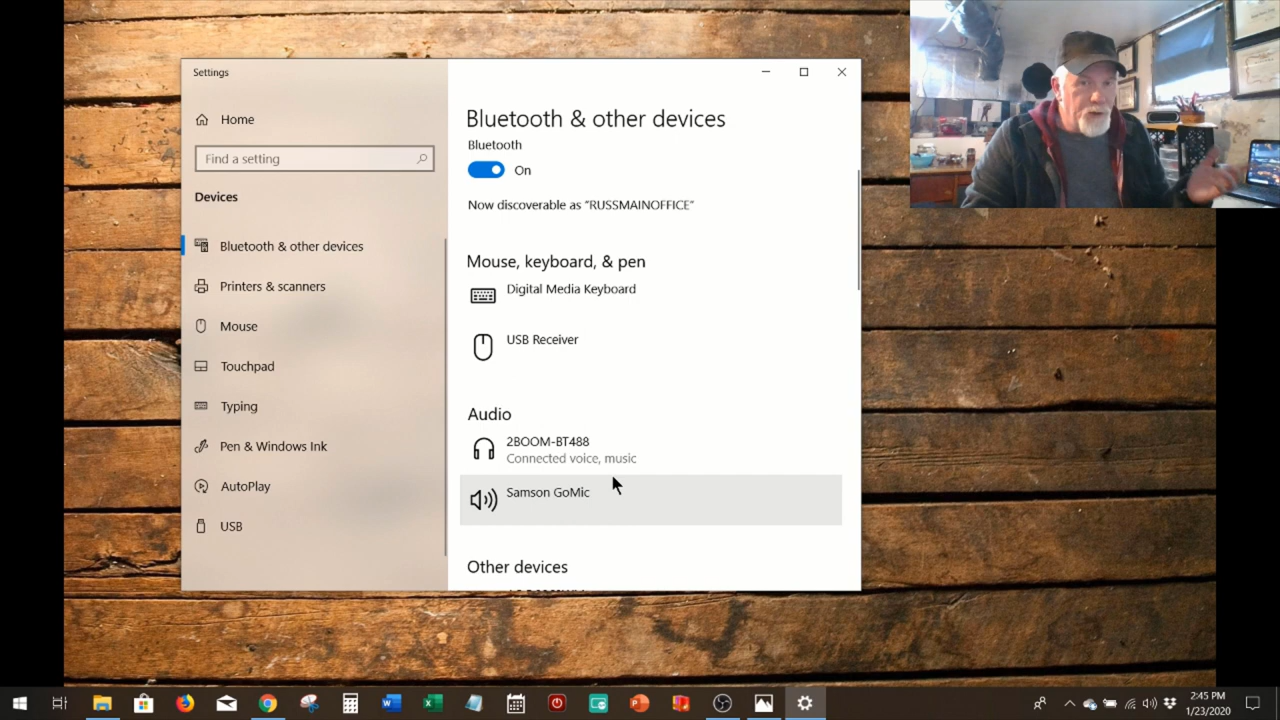 Settings
Home
Find a setting
Devices
Bluetooth & other devices
Printers & scanners
Mouse
Touchpad
Typing
Pen & Windows Ink
AutoPlay
USB
Bluetooth & other devices
Bluetooth
On
Now discoverable as “RUSSMAINOFFICE”
Mouse, keyboard, & pen
Digital Media Keyboard
USB Receiver
Audio
2BOOM-BT488
Connected voice, music
Samson GoMic
Other devices
2:45 PM
1/23/2020